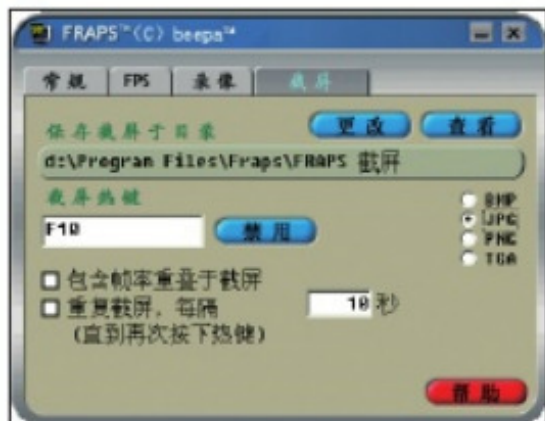 FRAPS™(C) beepa™
常规 FPS 录像 截屏
保存截屏于目录 更改 查看
d:\Program Files\Fraps\FRAPS 截屏
截屏热键
F10 禁用
BMP
JPG
PNG
TGA
包含帧率重叠于截屏
重复截屏，每隔 10 秒
(直到再次按下热键)
帮助